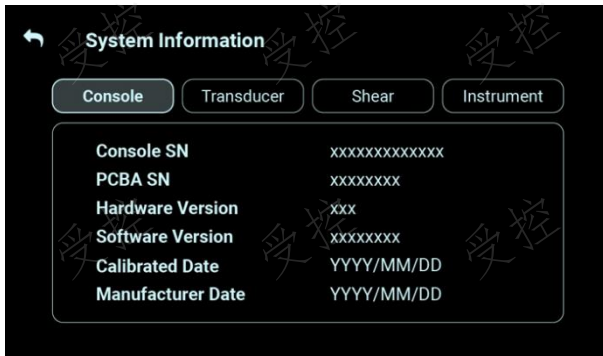 System Information
Console Transducer Shear Instrument
Console SN xxxxxxxxxxxxx
PCBA SN xxxxxxxx
Hardware Version xxx
Software Version xxxxxxxx
Calibrated Date YYYY/MM/DD
Manufacturer Date YYYY/MM/DD
受控
受控
受控
受控
受控
受控